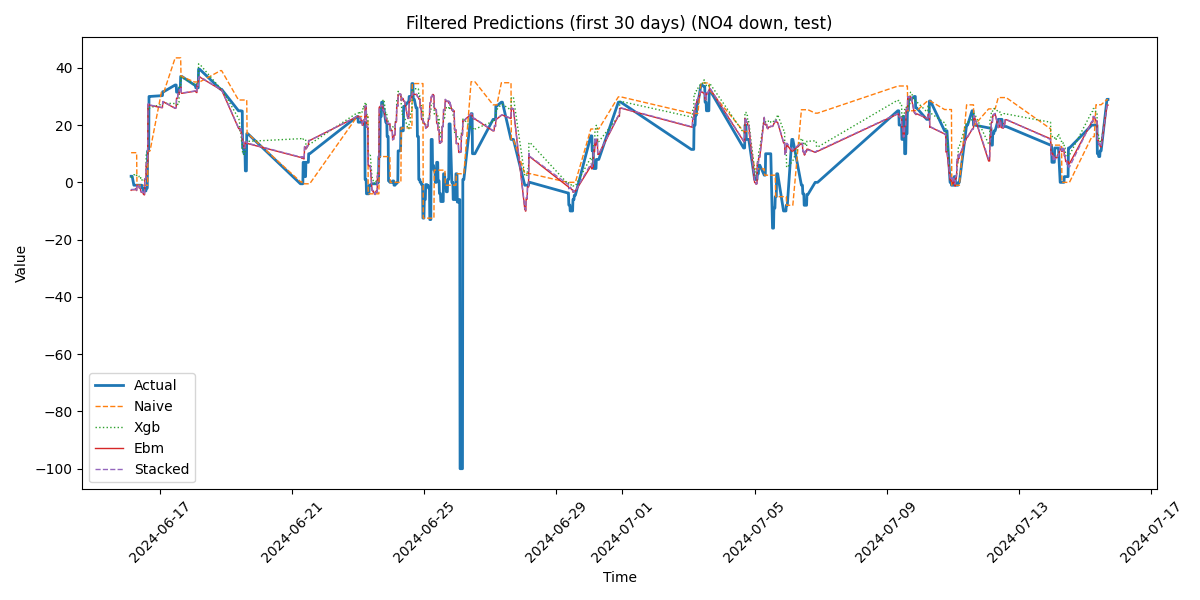 Filtered Predictions (first 30 days) (NO4 down, test)
Value
40
20
0
−20
−40
−60
−80
−100
Actual
Naive
Xgb
Ebm
Stacked
2024-06-17
2024-06-21
2024-06-25
2024-06-29
2024-07-01
2024-07-05
2024-07-09
2024-07-13
2024-07-17
Time